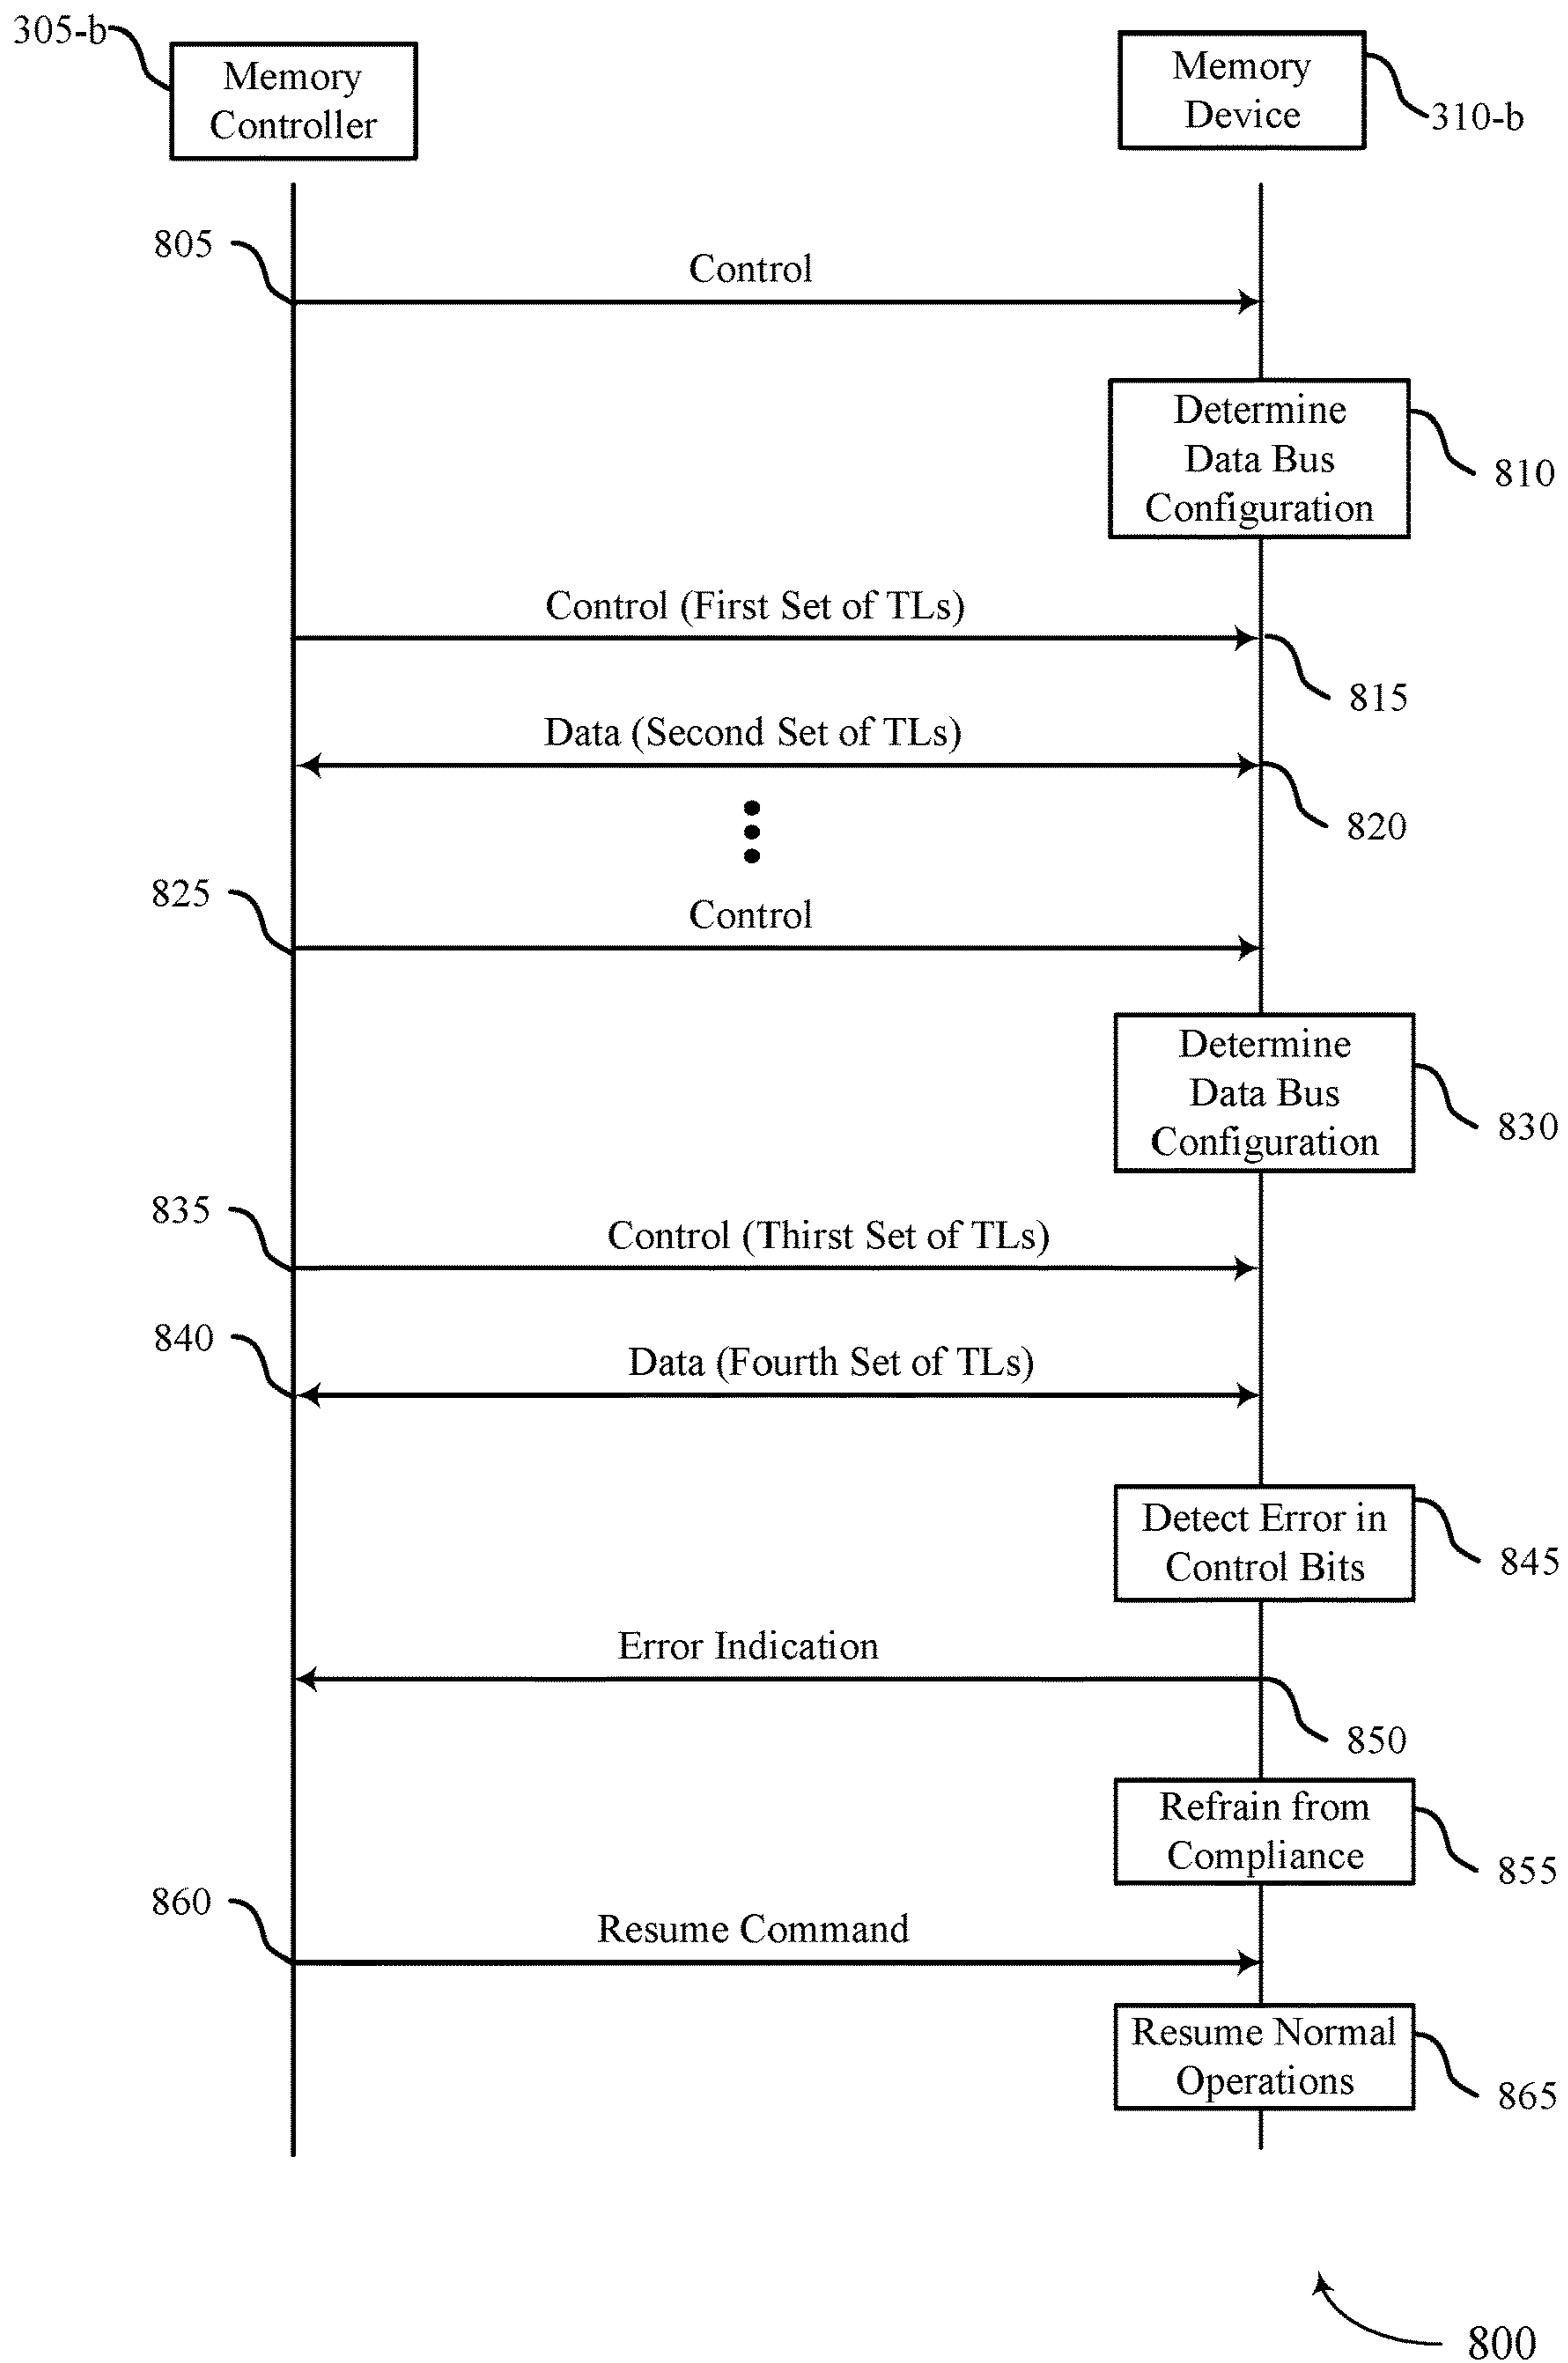 305-b
Memory
Controller
Memory
Device
310-b
805
Control
Determine
Data Bus
Configuration
810
Control (First Set of TLs)
815
Data (Second Set of TLs)
820
825
Control
Determine
Data Bus
Configuration
830
835
Control (Thirst Set of TLs)
840
Data (Fourth Set of TLs)
Detect Error in
Control Bits
845
Error Indication
850
Refrain from
Compliance
855
860
Resume Command
Resume Normal
Operations
865
800